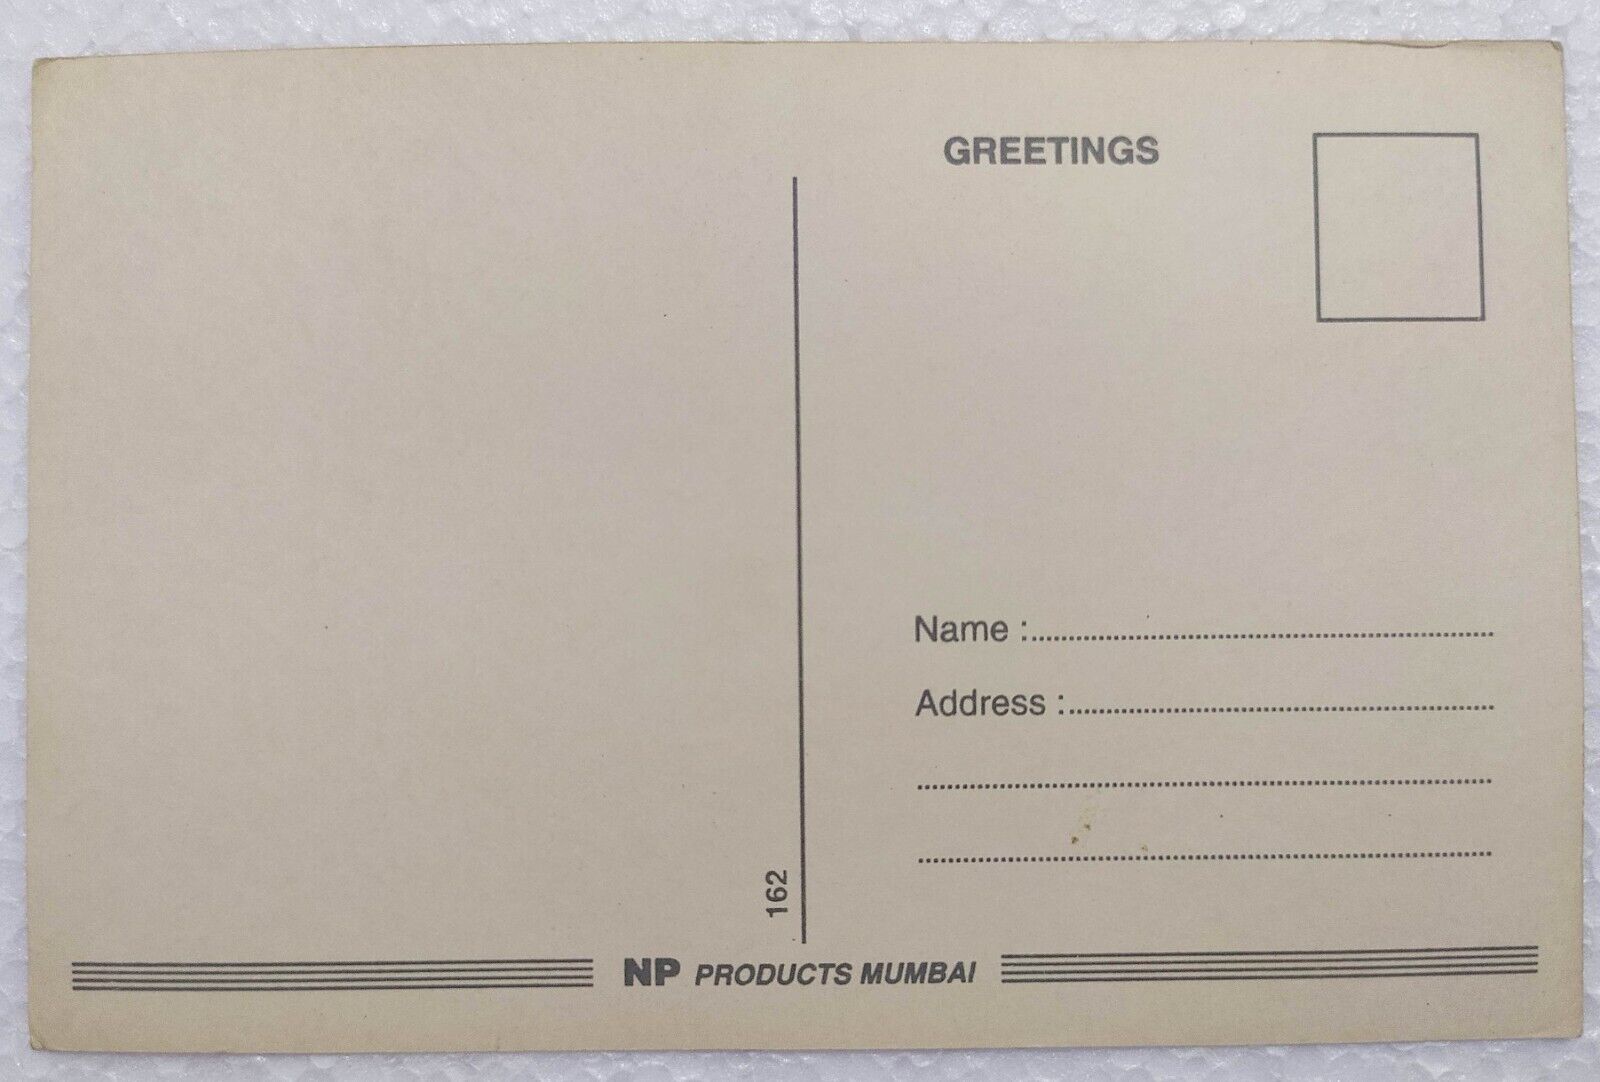 GREETINGS
Name :
Address :
162
NP PRODUCTS MUMBAI